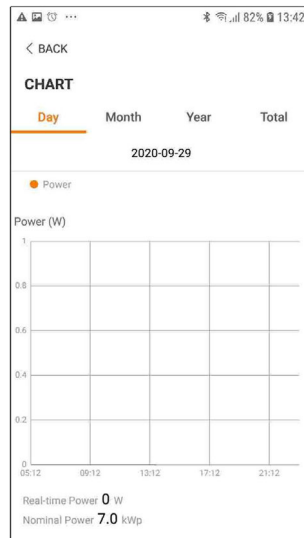 82% 13:42
< BACK
CHART
Day Month Year Total
2020-09-29
Power
Power (W)
1
0.8
0.6
0.4
0.2
0
05:12 09:12 13:12 17:12 21:12
Real-time Power 0 W
Nominal Power 7.0 kWp